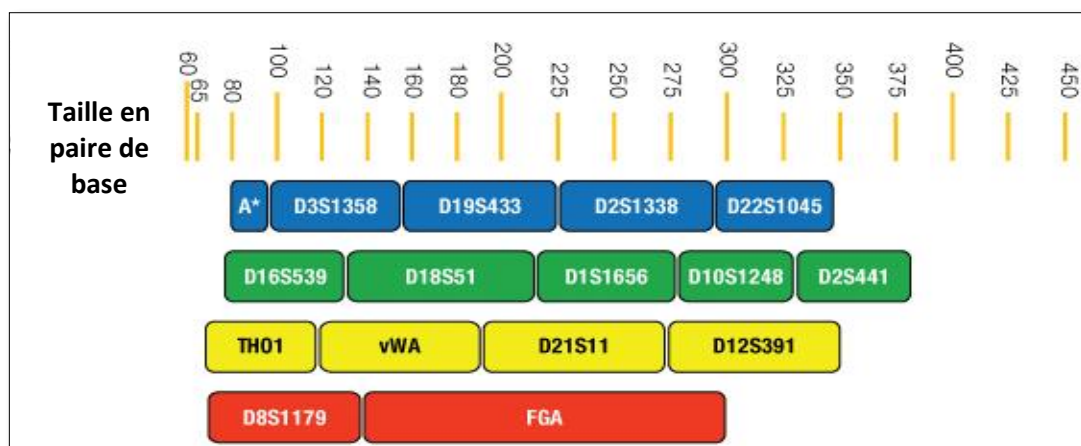 60 65 80 100 120 140 160 180 200 225 250 275 300 325 350 375 400 425 450
Taille en
paire de
base
A* D3S1358 D19S433 D2S1338 D22S1045
D16S539 D18S51 D1S1656 D10S1248 D2S441
TH01 vWA D21S11 D12S391
D8S1179 FGA